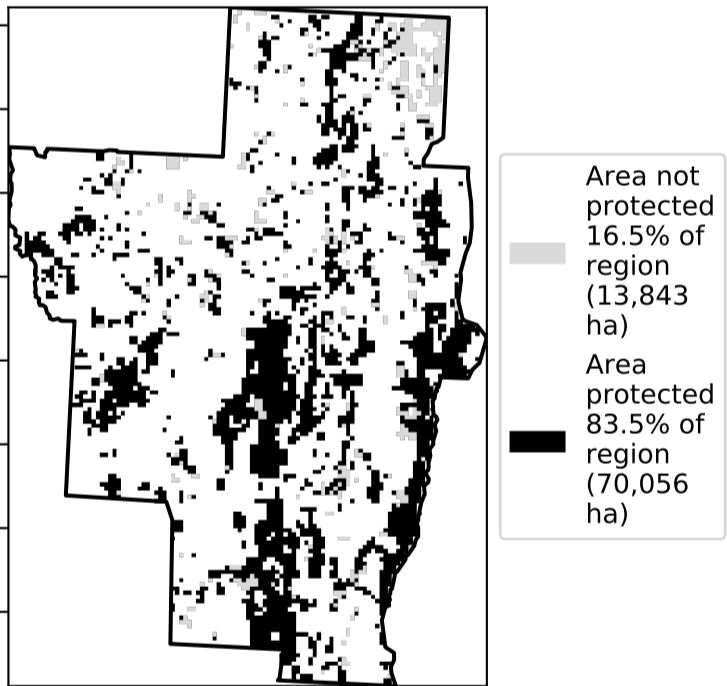 Area not
protected
16.5% of
region
(13,843
ha)
Area
protected
83.5% of
region
(70,056
ha)